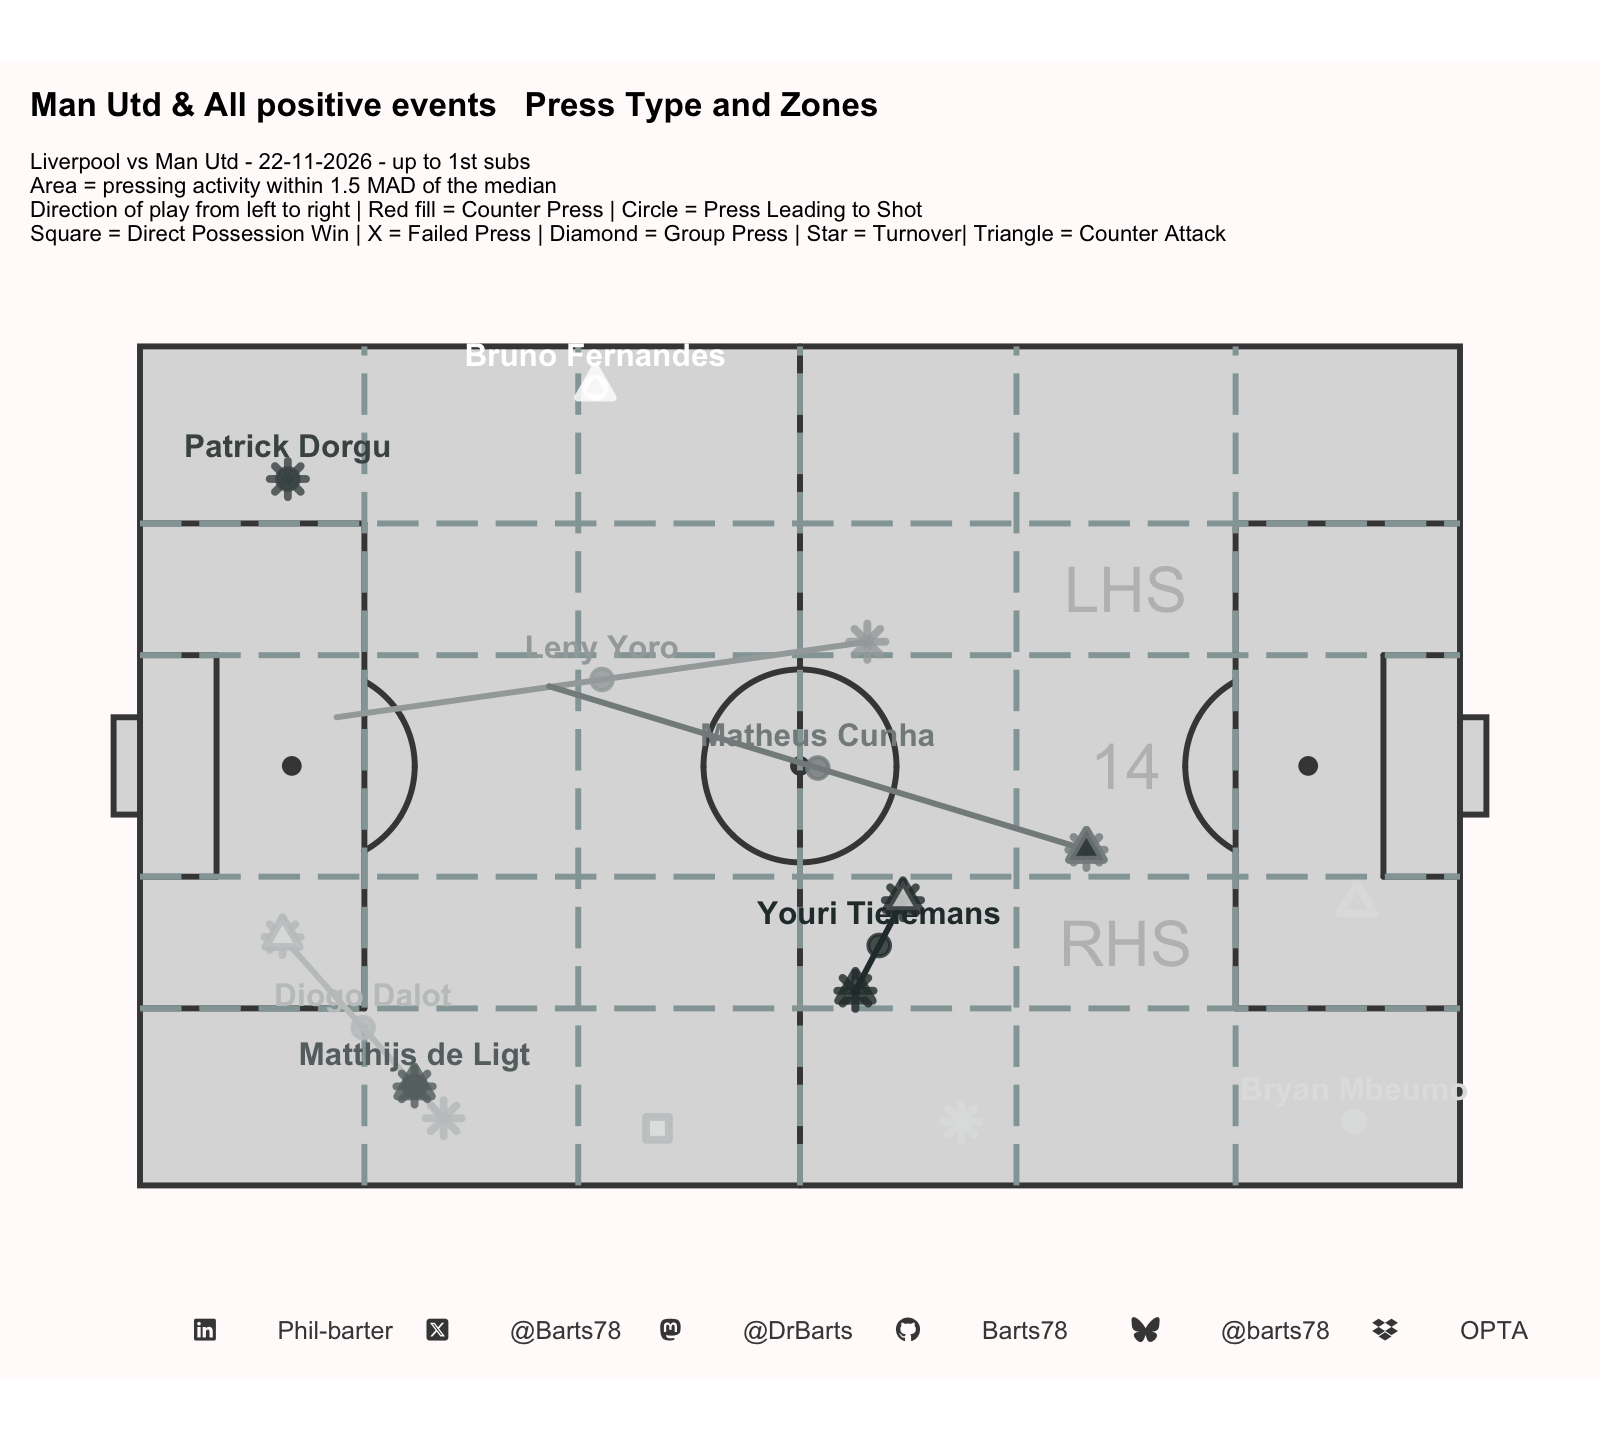 Man Utd & All positive events   Press Type and Zones
Liverpool vs Man Utd - 22-11-2026 - up to 1st subs
Area = pressing activity within 1.5 MAD of the median
Direction of play from left to right | Red fill = Counter Press | Circle = Press Leading to Shot
Square = Direct Possession Win | X = Failed Press | Diamond = Group Press | Star = Turnover| Triangle = Counter Attack
Bruno Fernandes
Patrick Dorgu
LHS
Leny Yoro
Matheus Cunha
14
Youri Tielemans
RHS
Diogo Dalot
Matthijs de Ligt
Bryan Mbeumo
Phil-barter @Barts78 @DrBarts Barts78 @barts78 OPTA